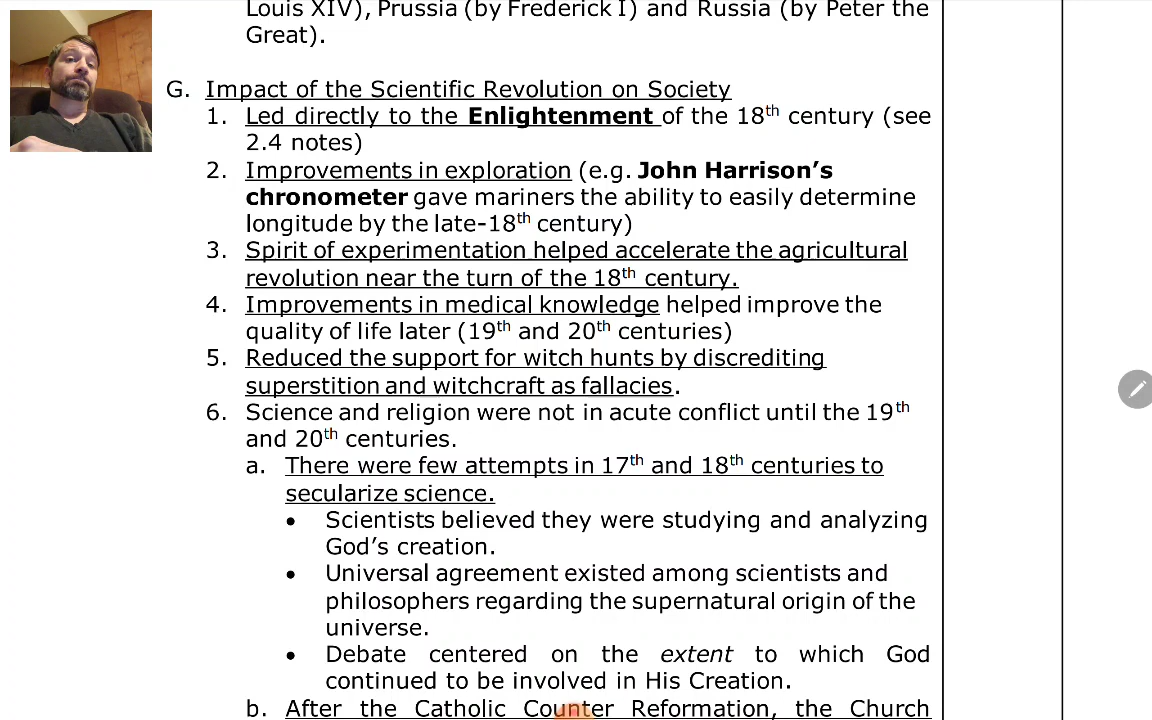 Louis XIV), Prussia (by Frederick I) and Russia (by Peter the
Great).
G. Impact of the Scientific Revolution on Society
1. Led directly to the Enlightenment of the 18th century (see
2.4 notes)
2. Improvements in exploration (e.g. John Harrison’s
chronometer gave mariners the ability to easily determine
longitude by the late-18th century)
3. Spirit of experimentation helped accelerate the agricultural
revolution near the turn of the 18th century.
4. Improvements in medical knowledge helped improve the
quality of life later (19th and 20th centuries)
5. Reduced the support for witch hunts by discrediting
superstition and witchcraft as fallacies.
6. Science and religion were not in acute conflict until the 19th
and 20th centuries.
a. There were few attempts in 17th and 18th centuries to
secularize science.
• Scientists believed they were studying and analyzing
God’s creation.
• Universal agreement existed among scientists and
philosophers regarding the supernatural origin of the
universe.
• Debate centered on the extent to which God
continued to be involved in His Creation.
b. After the Catholic Counter Reformation, the Church